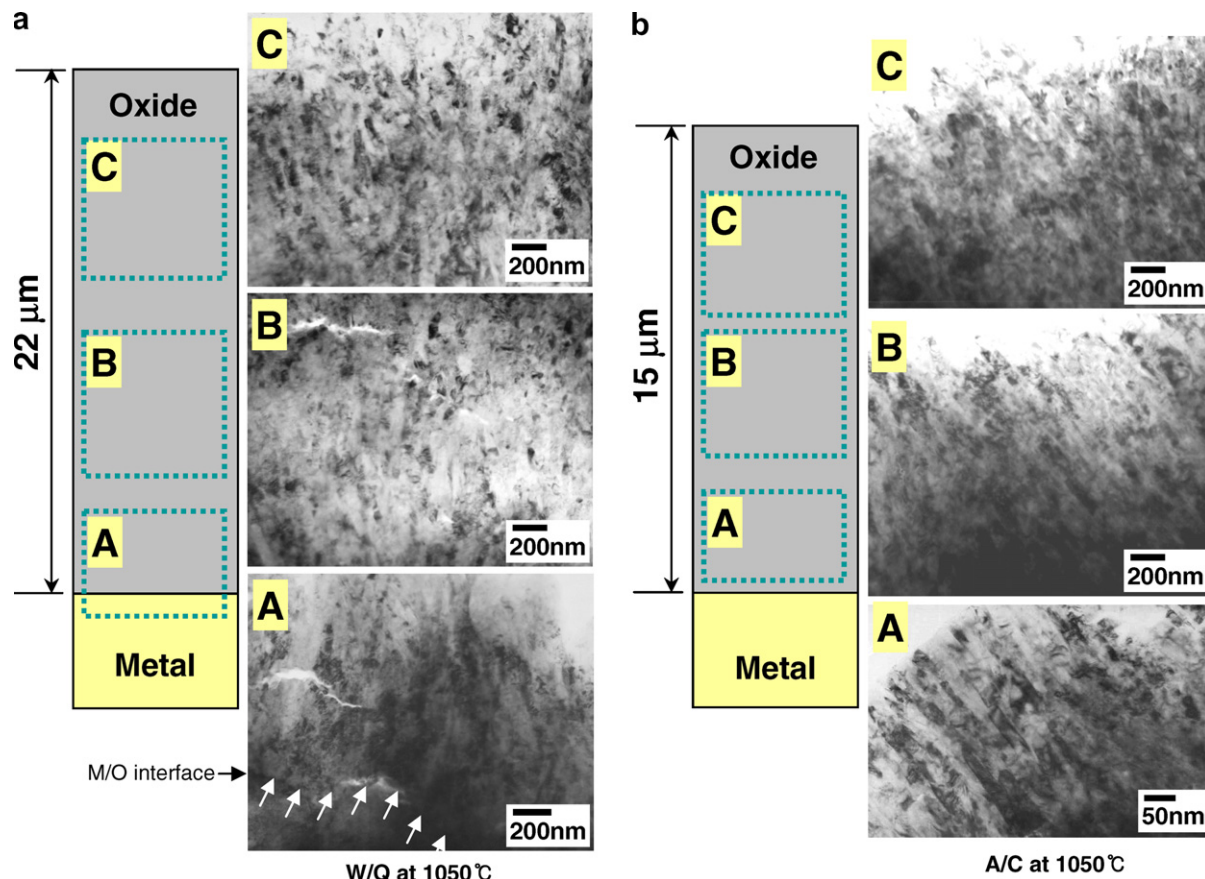 a
22 μm
Oxide
C
B
A
Metal
M/O interface
C
200nm
B
200nm
A
200nm
W/Q at 1050℃
b
15 μm
Oxide
C
B
A
Metal
C
200nm
B
200nm
A
50nm
A/C at 1050℃